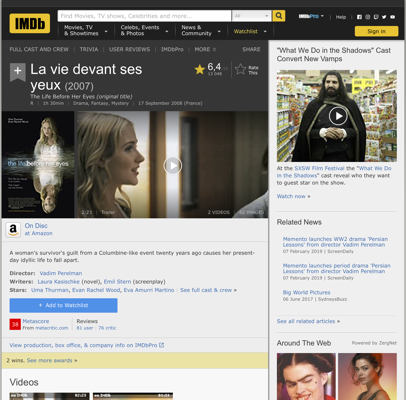 IMDb
Find Movies, TV shows, Celebrities and more...
All
IMDbPro
Help
Movies, TV & Showtimes
Celebs, Events & Photos
News & Community
Watchlist
Sign in
FULL CAST AND CREW | TRIVIA | USER REVIEWS | IMDbPro | MORE
SHARE
La vie devant ses
yeux (2007)
The Life Before Her Eyes (original title)
R | 1h 30min | Drama, Fantasy, Mystery | 17 September 2008 (France)
6,4
Rate
This
the life before her eyes
2:21 | Trailer
2 VIDEOS
On Disc
at Amazon
A woman's survivor's guilt from a Columbine-like event twenty years ago causes her present-
day idyllic life to fall apart.
Director: Vadim Perelman
Writers: Laura Kasischke (novel), Emil Stern (screenplay)
Stars: Uma Thurman, Evan Rachel Wood, Eva Amurri Martino | See full cast & crew »
+ Add to Watchlist
38
Metascore
From metacritic.com
Reviews
81 user | 76 critic
View production, box office, & company info on IMDbPro
2 wins. See more awards »
Videos
"What We Do in the Shadows" Cast
Convert New Vamps
At the SXSW Film Festival the "What We Do
in the Shadows" cast reveal who they want
to guest star on the show.
Watch now »
Related News
Memento launches WW2 drama 'Persian
Lessons' from director Vadim Perelman
07 February 2019 | ScreenDaily
Memento launches period drama 'Persian
Lessons' from director Vadim Perelman
07 February 2019 | ScreenDaily
Big World Pictures
06 June 2017 | SydneysBuzz
See all related articles »
Around The Web
Powered by ZergNet